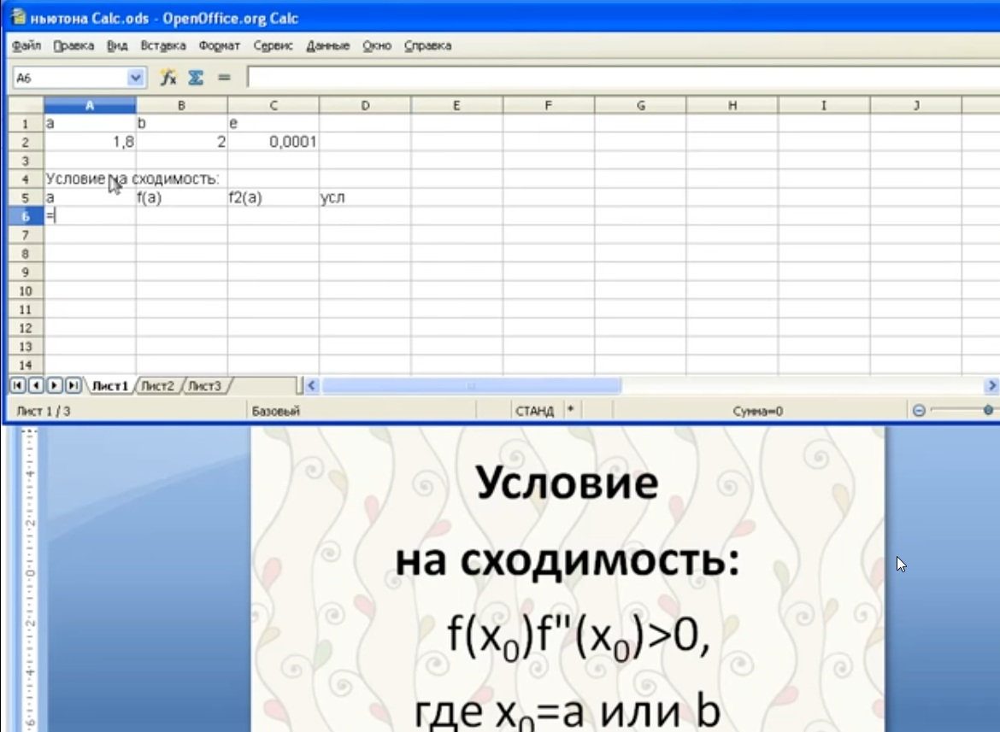 ньютона Calc.ods - OpenOffice.org Calc
Файл Правка Вид Вставка Формат Сервис Данные Окно Справка
A6 fx Σ =
A B C D E F G H I J
1 a b e
2 1,8 2 0,0001
3
4 Условие на сходимость:
5 a f(a) f2(a) усл
6 =
7
8
9
10
11
12
13
14
Лист1 Лист2 Лист3
Лист 1 / 3 Базовый СТАНД * Сумма=0
Условие
на сходимость:
f(x₀)f"(x₀)>0,
где x₀=a или b